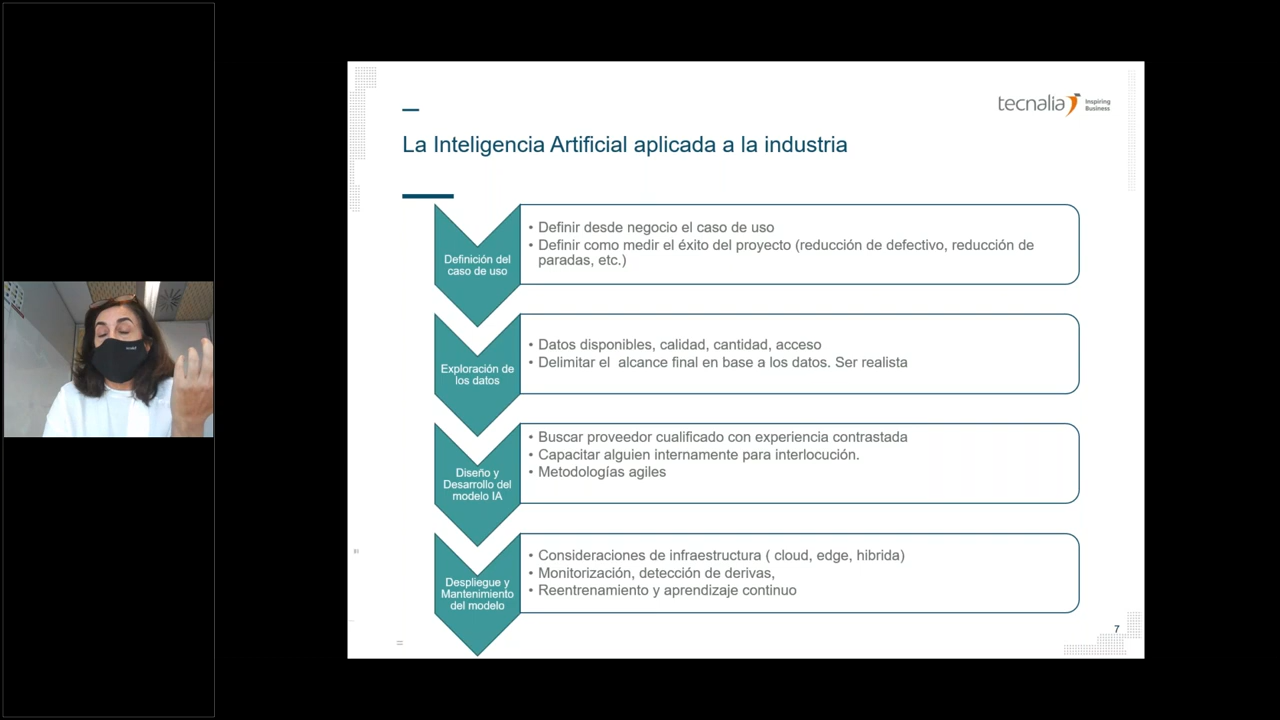 tecnalia Inspiring
Business
La Inteligencia Artificial aplicada a la industria
Definición del
caso de uso
• Definir desde negocio el caso de uso
• Definir como medir el éxito del proyecto (reducción de defectivo, reducción de
paradas, etc.)
Exploración de
los datos
• Datos disponibles, calidad, cantidad, acceso
• Delimitar el alcance final en base a los datos. Ser realista
Diseño y
Desarrollo del
modelo IA
• Buscar proveedor cualificado con experiencia contrastada
• Capacitar alguien internamente para interlocución.
• Metodologías agiles
Despliegue y
Mantenimiento
del modelo
• Consideraciones de infraestructura ( cloud, edge, hibrida)
• Monitorización, detección de derivas,
• Reentrenamiento y aprendizaje continuo
7